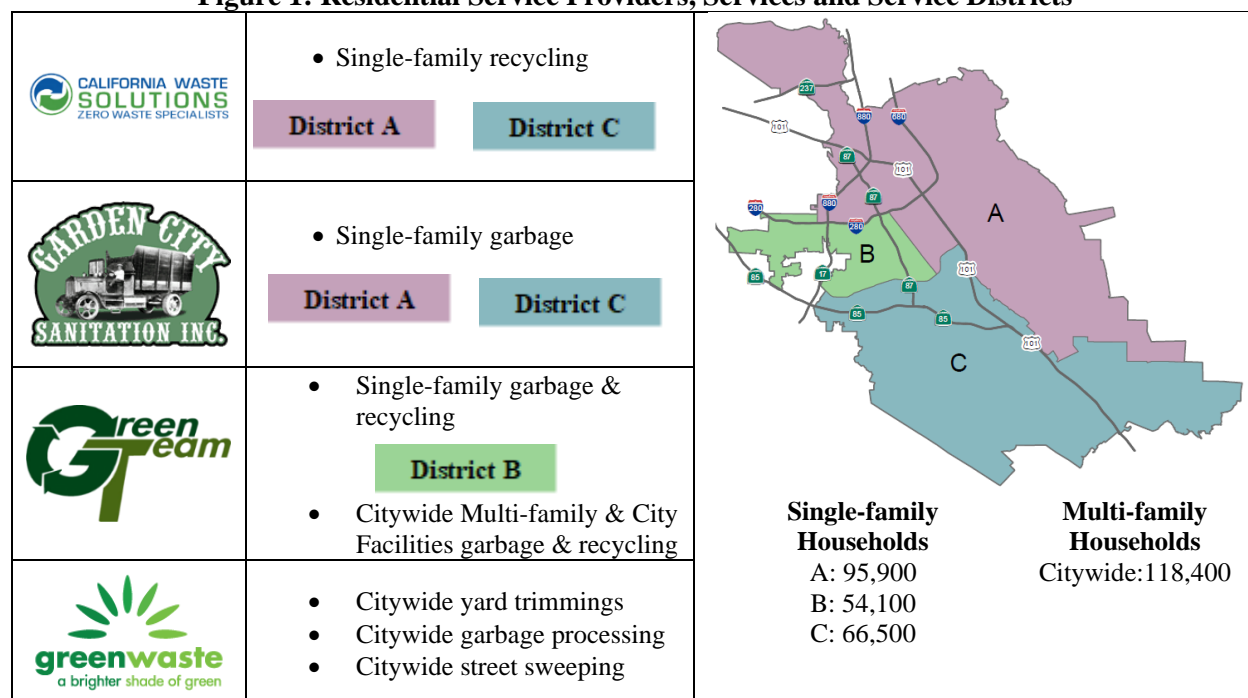 Figure 1: Residential Service Providers, Services and Service Districts
CALIFORNIA WASTE
SOLUTIONS
ZERO WASTE SPECIALISTS
• Single-family recycling
District A
District C
GARDEN CITY
SANITATION INC.
• Single-family garbage
District A
District C
Green
Team
• Single-family garbage &
recycling
District B
• Citywide Multi-family & City
Facilities garbage & recycling
greenwaste
a brighter shade of green
• Citywide yard trimmings
• Citywide garbage processing
• Citywide street sweeping
237
880
680
101
87
101
87
280
880
280
A
B
85
17
87
101
85
85
101
C
Single-family
Households
A: 95,900
B: 54,100
C: 66,500
Multi-family
Households
Citywide:118,400